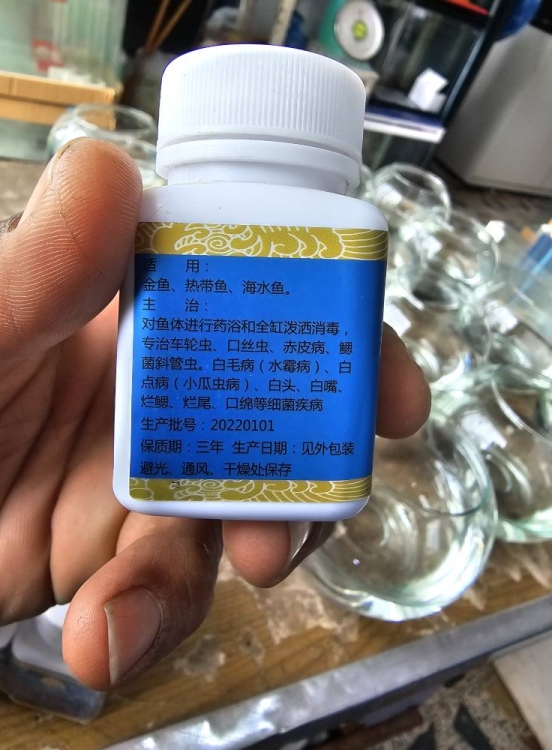 适 用：
金鱼、热带鱼、海水鱼。
主 治：
对鱼体进行药浴和全缸泼洒消毒，
专治车轮虫、口丝虫、赤皮病、鳃
菌斜管虫。白毛病（水霉病）、白
点病（小瓜虫病）、白头、白嘴、
烂鳃、烂尾、口绵等细菌疾病
生产批号：20220101
保质期：三年 生产日期：见外包装
避光、通风、干燥处保存